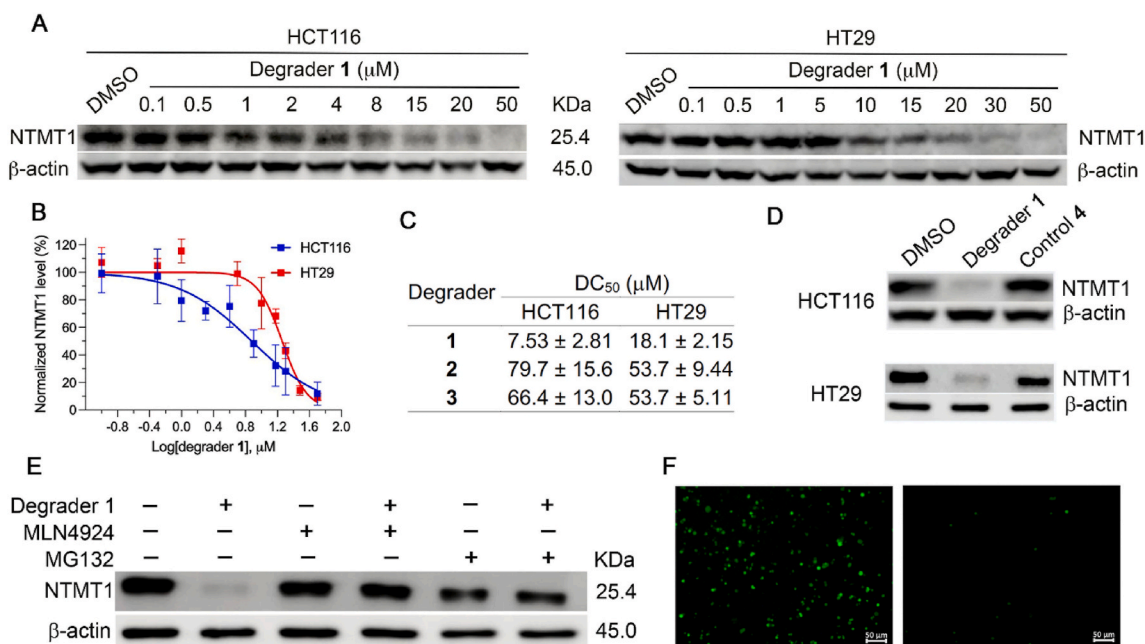 A
HCT116
Degrader 1 (μM)
DMSO 0.1 0.5 1 2 4 8 15 20 50
NTMT1
β-actin
KDa
25.4
45.0
HT29
Degrader 1 (μM)
DMSO 0.1 0.5 1 5 10 15 20 30 50
NTMT1
β-actin
B
Normalized NTMT1 level (%)
120
100
80
60
40
20
0
-0.8 -0.4 0.0 0.4 0.8 1.2 1.6 2.0
Log[degrader 1], μM
HCT116
HT29
C
DC50 (μM)
Degrader
HCT116 HT29
1 7.53 ± 2.81 18.1 ± 2.15
2 79.7 ± 15.6 53.7 ± 9.44
3 66.4 ± 13.0 53.7 ± 5.11
D
DMSO Degrader 1 Control 4
HCT116
NTMT1
β-actin
HT29
NTMT1
β-actin
E
Degrader 1 − + − + − +
MLN4924 − − + + − −
MG132 − − − − + +
KDa
NTMT1 25.4
β-actin 45.0
F
50 μm
50 μm